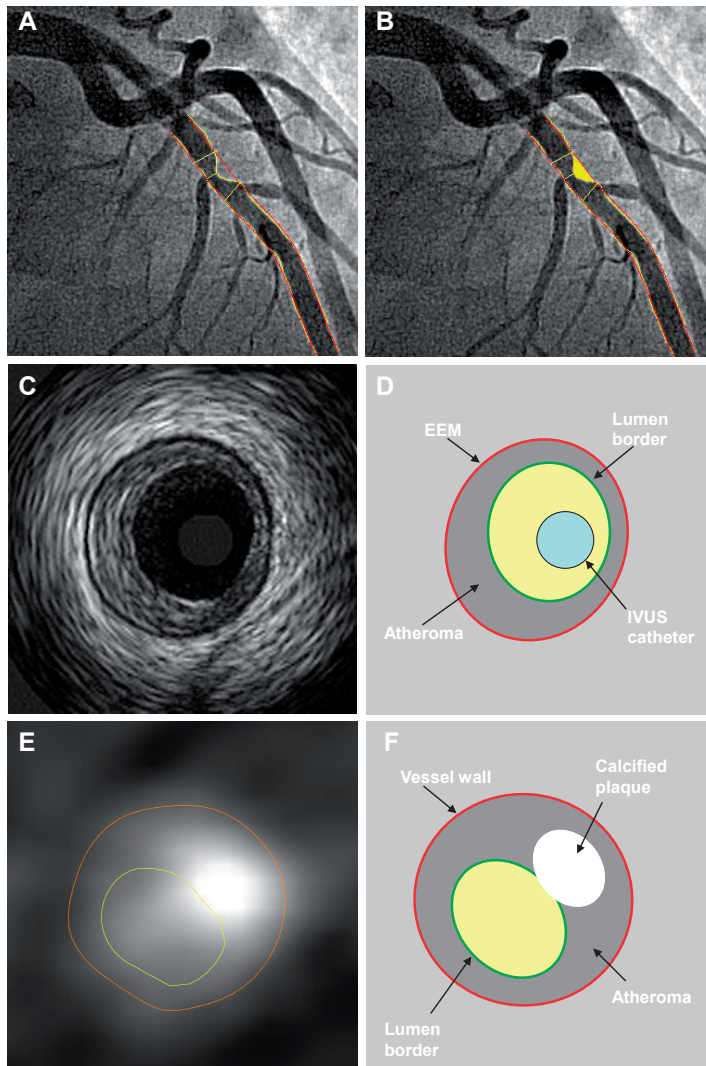 A
B
C
D
EEM
Lumen
border
Atheroma
IVUS
catheter
E
F
Vessel wall
Calcified
plaque
Atheroma
Lumen
border